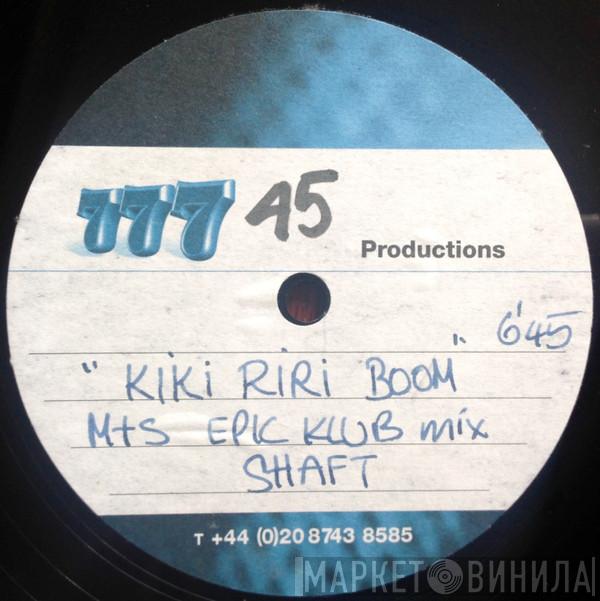 777 45
Productions
6'45
"KiKi RiRi BOOM"
M+S EPIC KLUB mix
SHAFT
T +44 (0)20 8743 8585
МАРКЕТ ВИНИЛА